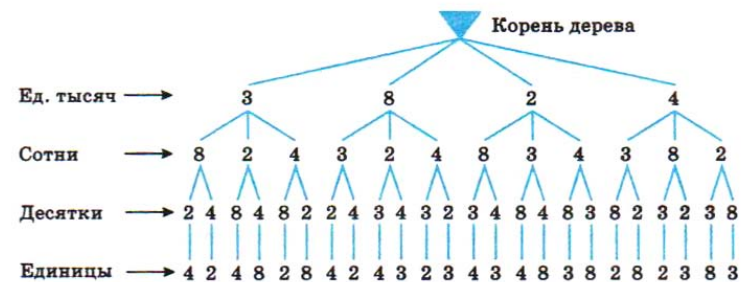 Корень дерева
Ед. тысяч 3 8 2 4
Сотни 8 2 4 3 2 4 8 3 4 3 8 2
Десятки 2 4 8 4 8 2 2 4 3 4 3 2 3 4 8 4 8 3 8 2 3 2 3 8
Единицы 4 2 4 8 2 8 4 2 4 3 2 3 4 3 4 8 3 8 2 8 2 3 8 3